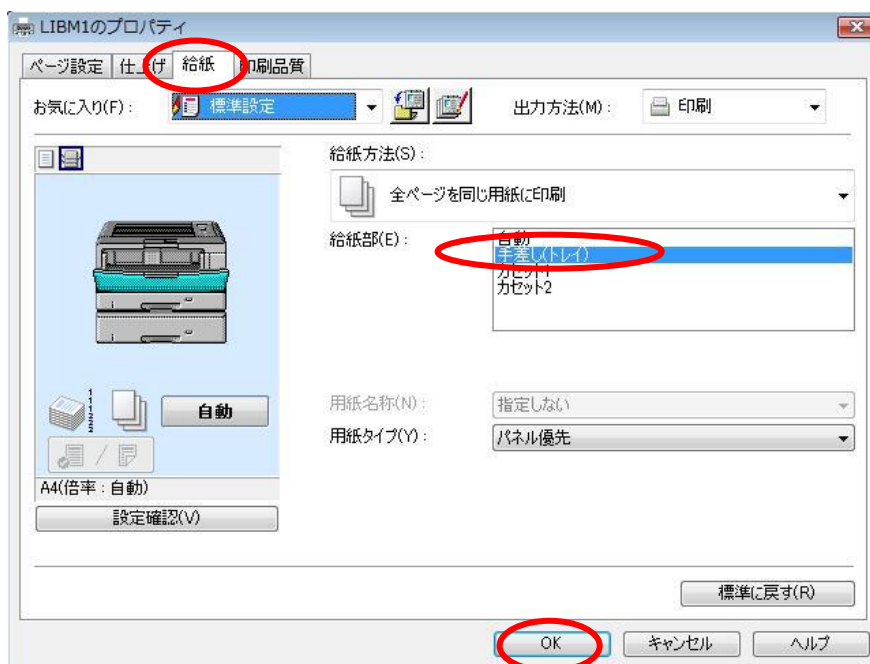 LIBM1のプロパティ
ページ設定 仕上げ 給紙 印刷品質
お気に入り(F): 標準設定 出力方法(M): 印刷
給紙方法(S):
全ページを同じ用紙に印刷
給紙部(E):
自動
手差し(トレイ)
カセット1
カセット2
自動
用紙名称(N): 指定しない
用紙タイプ(Y): パネル優先
A4(倍率:自動)
設定確認(V)
標準に戻す(R)
OK キャンセル ヘルプ